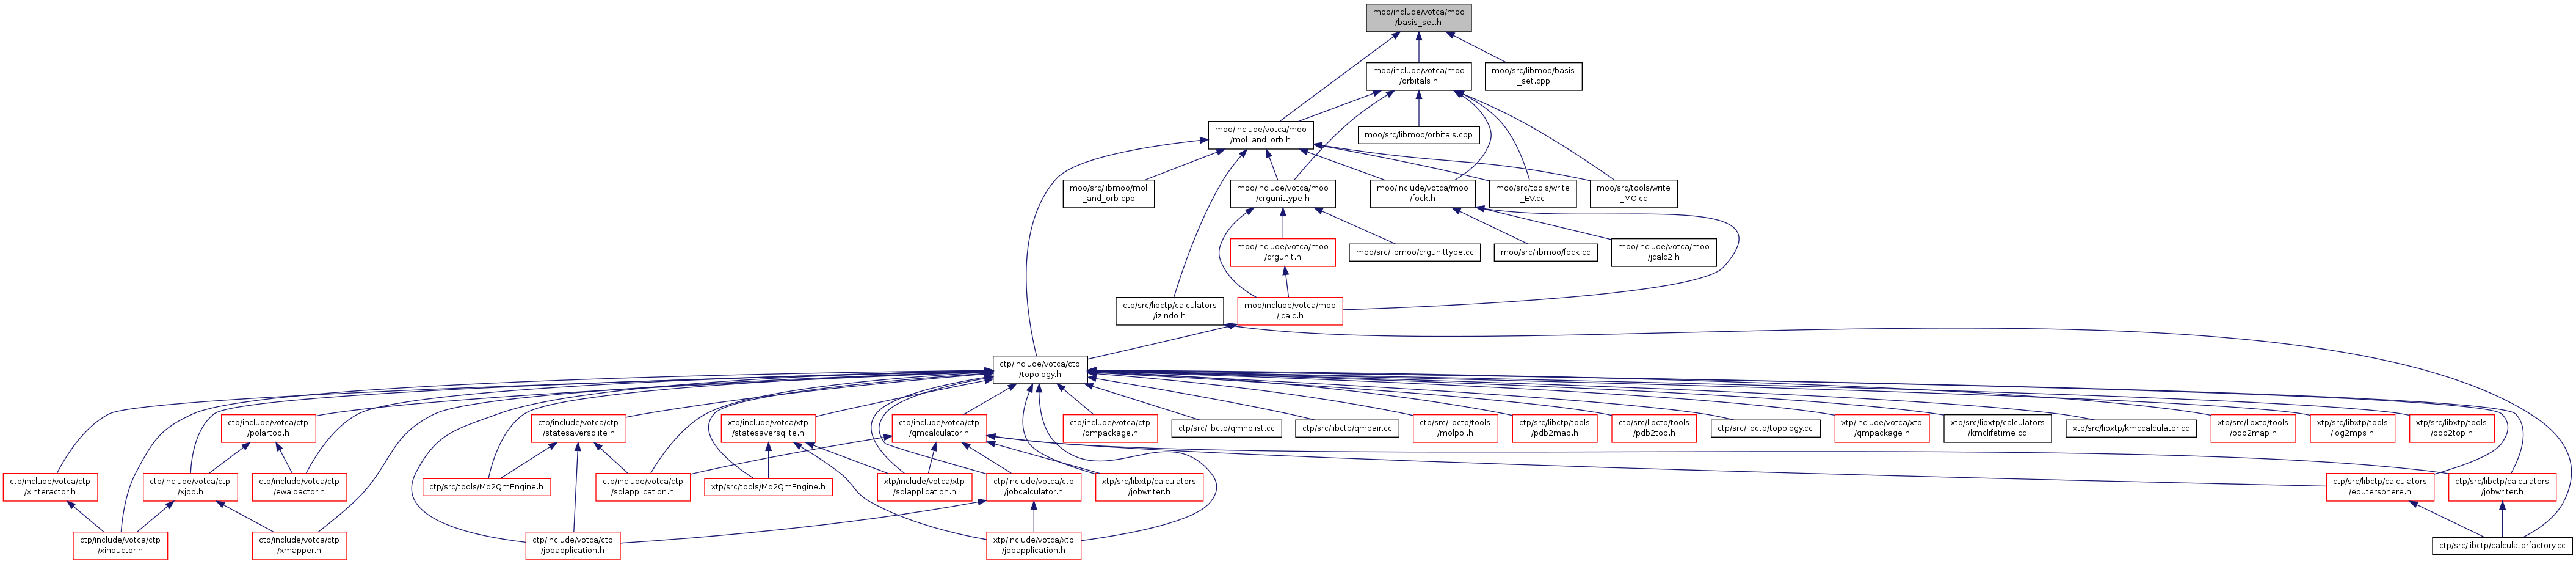 moo/include/votca/moo
/basis_set.h
moo/include/votca/moo
/orbitals.h
moo/src/libmoo/basis
_set.cpp
moo/include/votca/moo
/mol_and_orb.h
moo/src/libmoo/orbitals.cpp
moo/src/libmoo/mol
_and_orb.cpp
moo/include/votca/moo
/crgunittype.h
moo/include/votca/moo
/fock.h
moo/src/tools/write
_EV.cc
moo/src/tools/write
_MO.cc
moo/include/votca/moo
/crgunit.h
moo/src/libmoo/crgunittype.cc
moo/src/libmoo/fock.cc
moo/include/votca/moo
/jcalc2.h
ctp/src/libctp/calculators
/izindo.h
moo/include/votca/moo
/jcalc.h
ctp/include/votca/ctp
/topology.h
ctp/include/votca/ctp
/polartop.h
ctp/include/votca/ctp
/statesaversqlite.h
xtp/include/votca/xtp
/statesaversqlite.h
ctp/include/votca/ctp
/qmcalculator.h
ctp/include/votca/ctp
/qmpackage.h
ctp/src/libctp/qmnblist.cc
ctp/src/libctp/qmpair.cc
ctp/src/libctp/tools
/molpol.h
ctp/src/libctp/tools
/pdb2map.h
ctp/src/libctp/tools
/pdb2top.h
ctp/src/libctp/topology.cc
xtp/include/votca/xtp
/qmpackage.h
xtp/src/libxtp/calculators
/kmclifetime.cc
xtp/src/libxtp/kmccalculator.cc
xtp/src/libxtp/tools
/pdb2map.h
xtp/src/libxtp/tools
/log2mps.h
xtp/src/libxtp/tools
/pdb2top.h
ctp/include/votca/ctp
/xinteractor.h
ctp/include/votca/ctp
/xjob.h
ctp/include/votca/ctp
/ewaldactor.h
ctp/src/tools/Md2QmEngine.h
ctp/include/votca/ctp
/sqlapplication.h
xtp/src/tools/Md2QmEngine.h
xtp/include/votca/xtp
/sqlapplication.h
ctp/include/votca/ctp
/jobcalculator.h
xtp/src/libxtp/calculators
/jobwriter.h
ctp/src/libctp/calculators
/eoutersphere.h
ctp/src/libctp/calculators
/jobwriter.h
ctp/include/votca/ctp
/xinductor.h
ctp/include/votca/ctp
/xmapper.h
ctp/include/votca/ctp
/jobapplication.h
xtp/include/votca/xtp
/jobapplication.h
ctp/src/libctp/calculatorfactory.cc